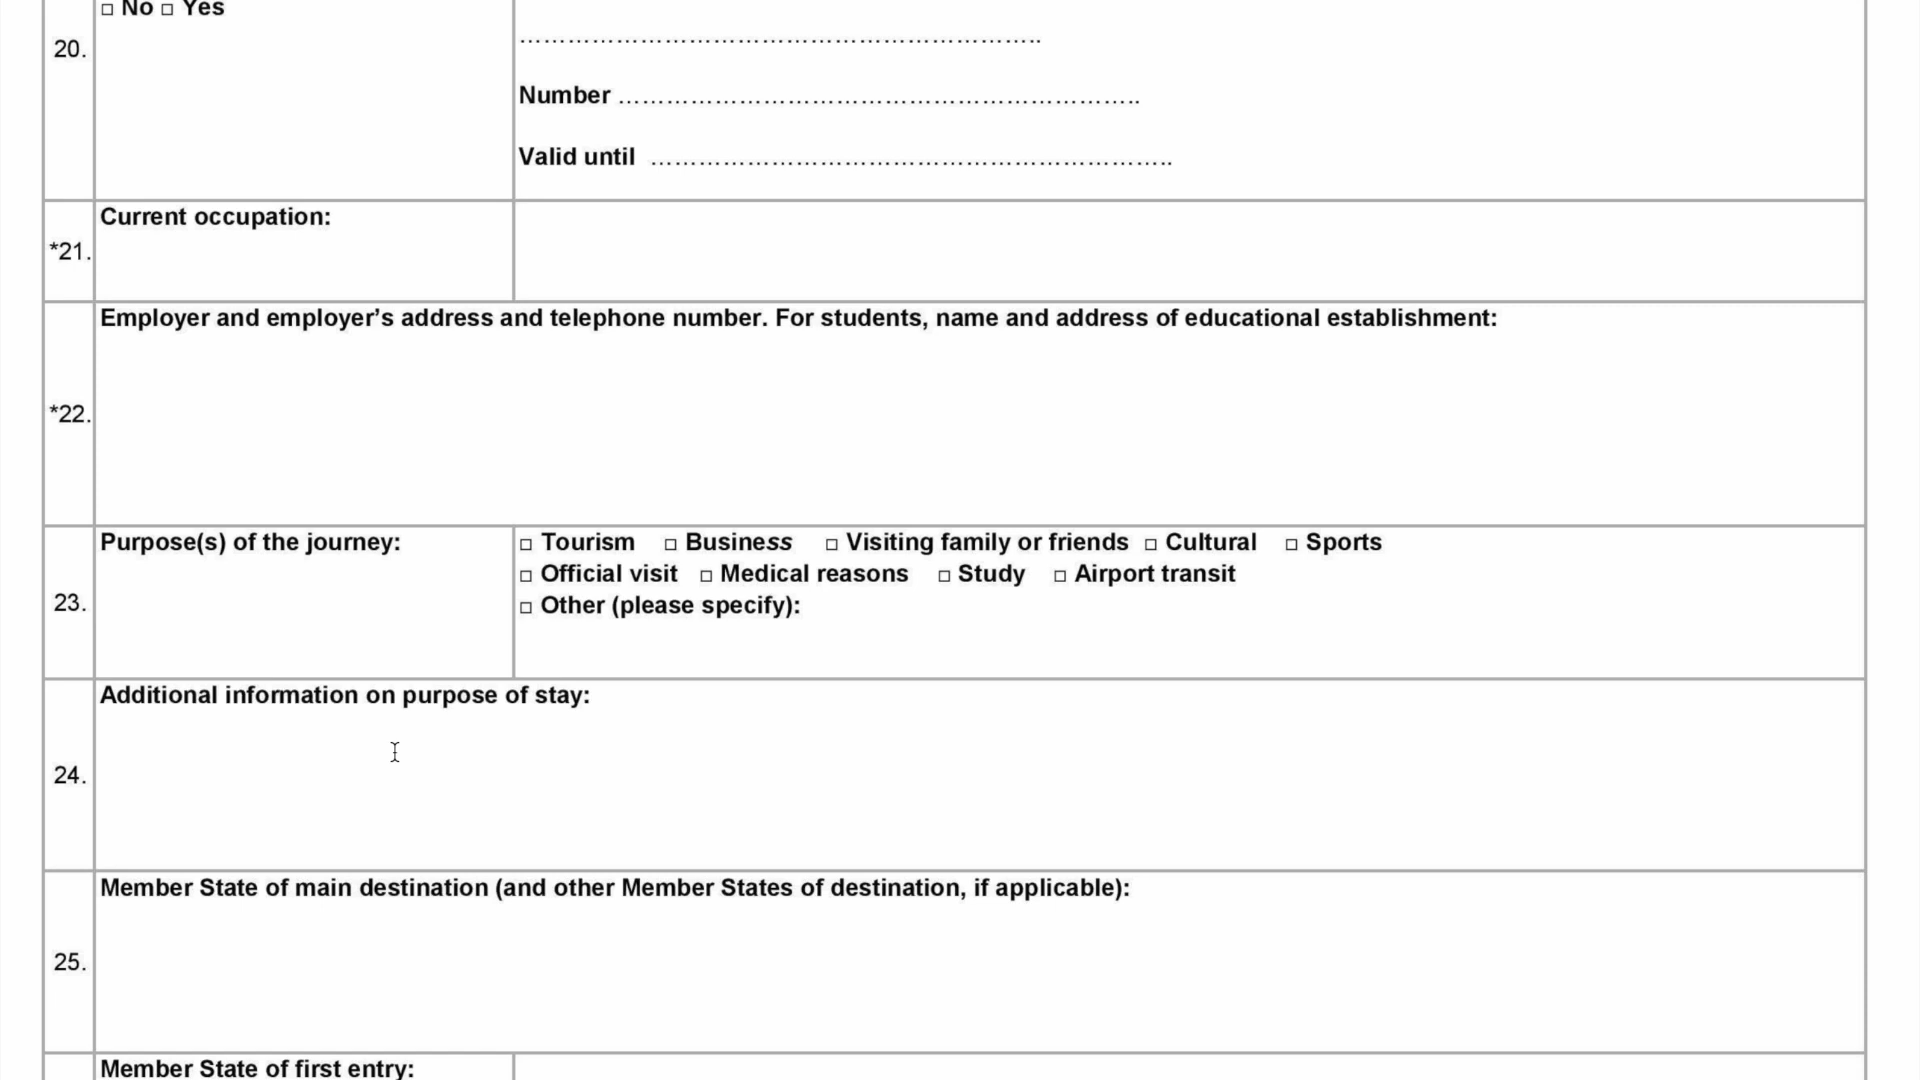 □ No □ Yes
20.
…………………………………………………………..
Number …………………………………………………………..
Valid until …………………………………………………………..
*21.
Current occupation:
*22.
Employer and employer’s address and telephone number. For students, name and address of educational establishment:
23.
Purpose(s) of the journey:
□ Tourism □ Business □ Visiting family or friends □ Cultural □ Sports
□ Official visit □ Medical reasons □ Study □ Airport transit
□ Other (please specify):
24.
Additional information on purpose of stay:
25.
Member State of main destination (and other Member States of destination, if applicable):
Member State of first entry: